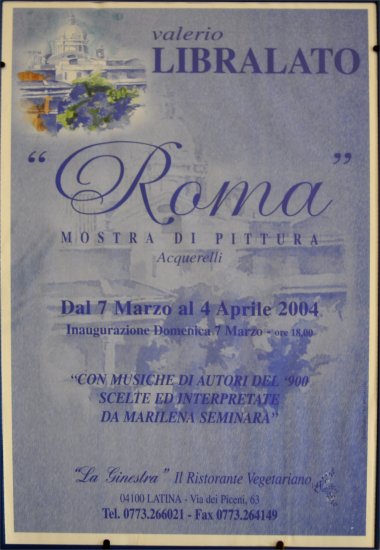 valerio
LIBRALATO
“Roma”
MOSTRA DI PITTURA
Acquerelli
Dal 7 Marzo al 4 Aprile 2004
Inaugurazione Domenica 7 Marzo - ore 18,00
“CON MUSICHE DI AUTORI DEL ‘900
SCELTE ED INTERPRETATE
DA MARILENA SEMINARA”
“La Ginestra” Il Ristorante Vegetariano
04100 LATINA - Via dei Piceni, 63
Tel. 0773.266021 - Fax 0773.264149